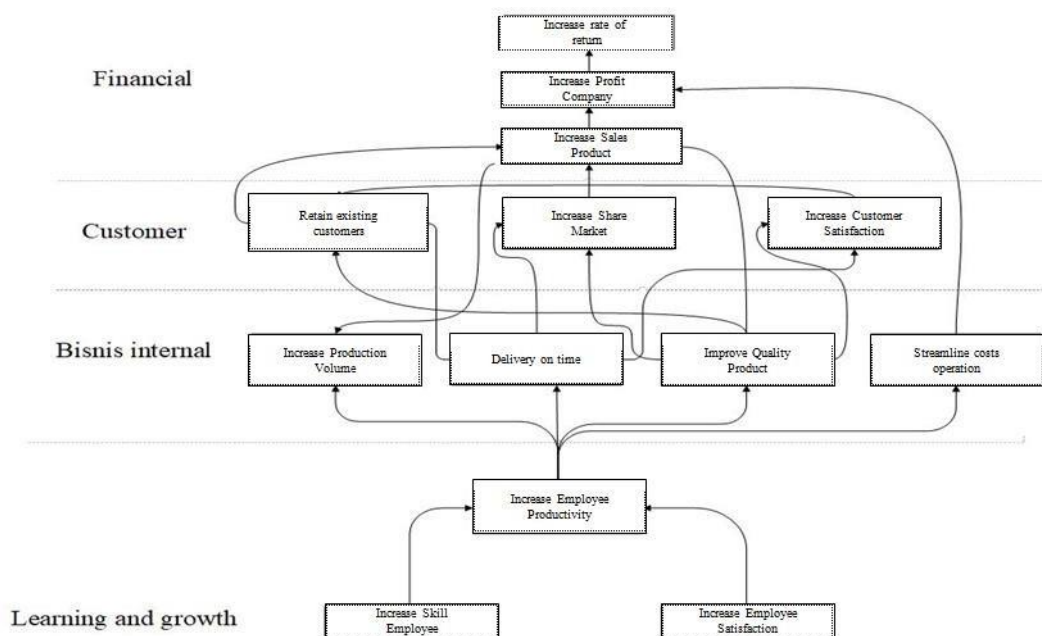 Increase rate of
return
Financial
Increase Profit
Company
Increase Sales
Product
Customer
Retain existing
customers
Increase Share
Market
Increase Customer
Satisfaction
Bisnis internal
Increase Production
Volume
Delivery on time
Improve Quality
Product
Streamline costs
operation
Increase Employee
Productivity
Learning and growth
Increase Skill
Employee
Increase Employee
Satisfaction